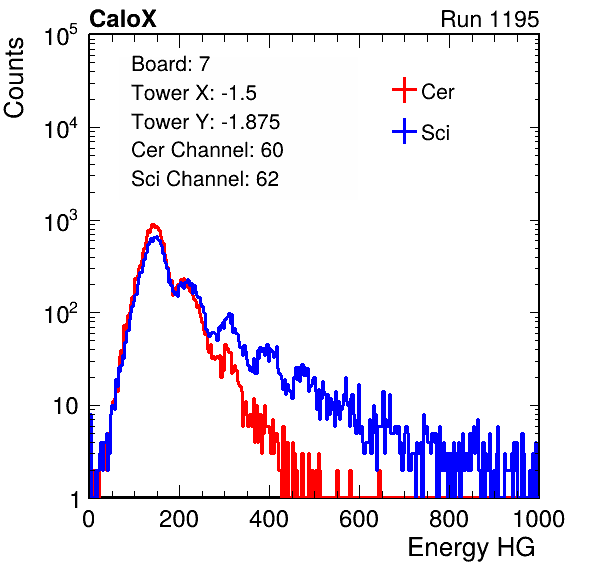 CaloX Run 1195
Counts
10^5
10^4
10^3
10^2
10
1
Board: 7
Tower X: -1.5
Tower Y: -1.875
Cer Channel: 60
Sci Channel: 62
Cer
Sci
0 200 400 600 800 1000
Energy HG